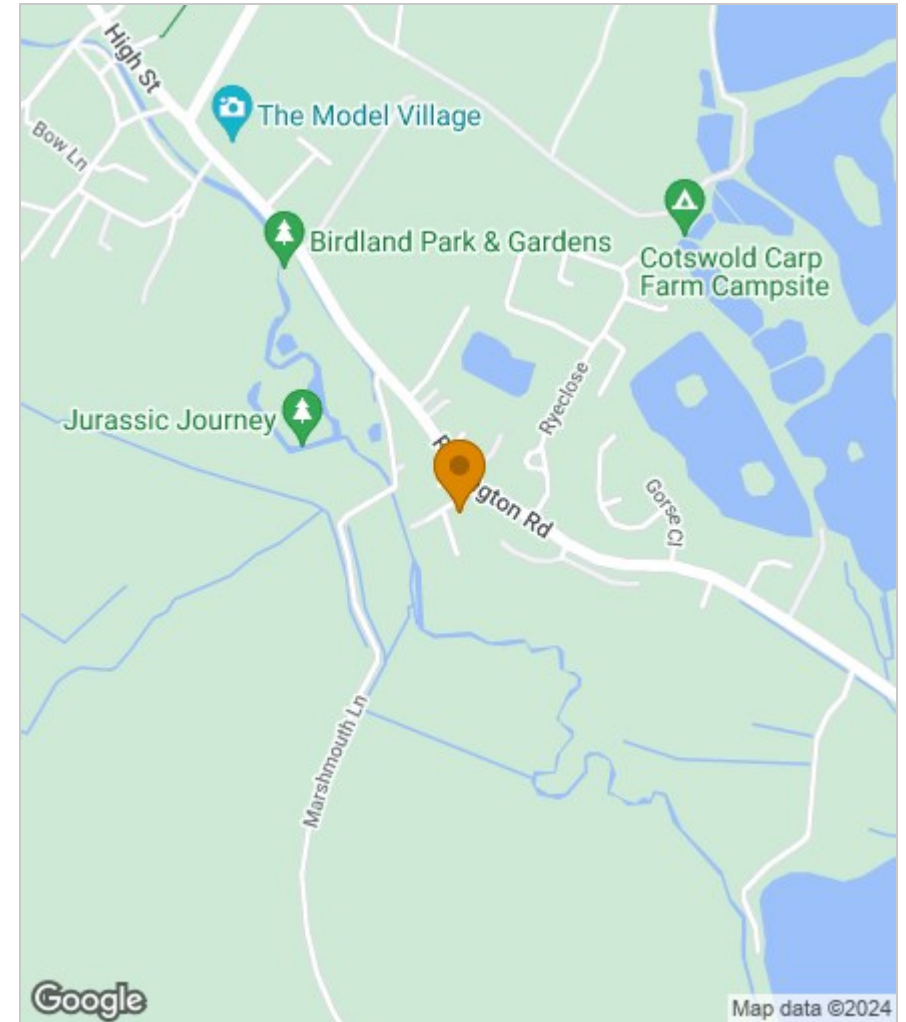 High St
The Model Village
Bow Ln
Birdland Park & Gardens
Cotswold Carp
Farm Campsite
Jurassic Journey
Ryeclose
gton Rd
Gorse Cl
Marshmouth Ln
Google
Map data ©2024